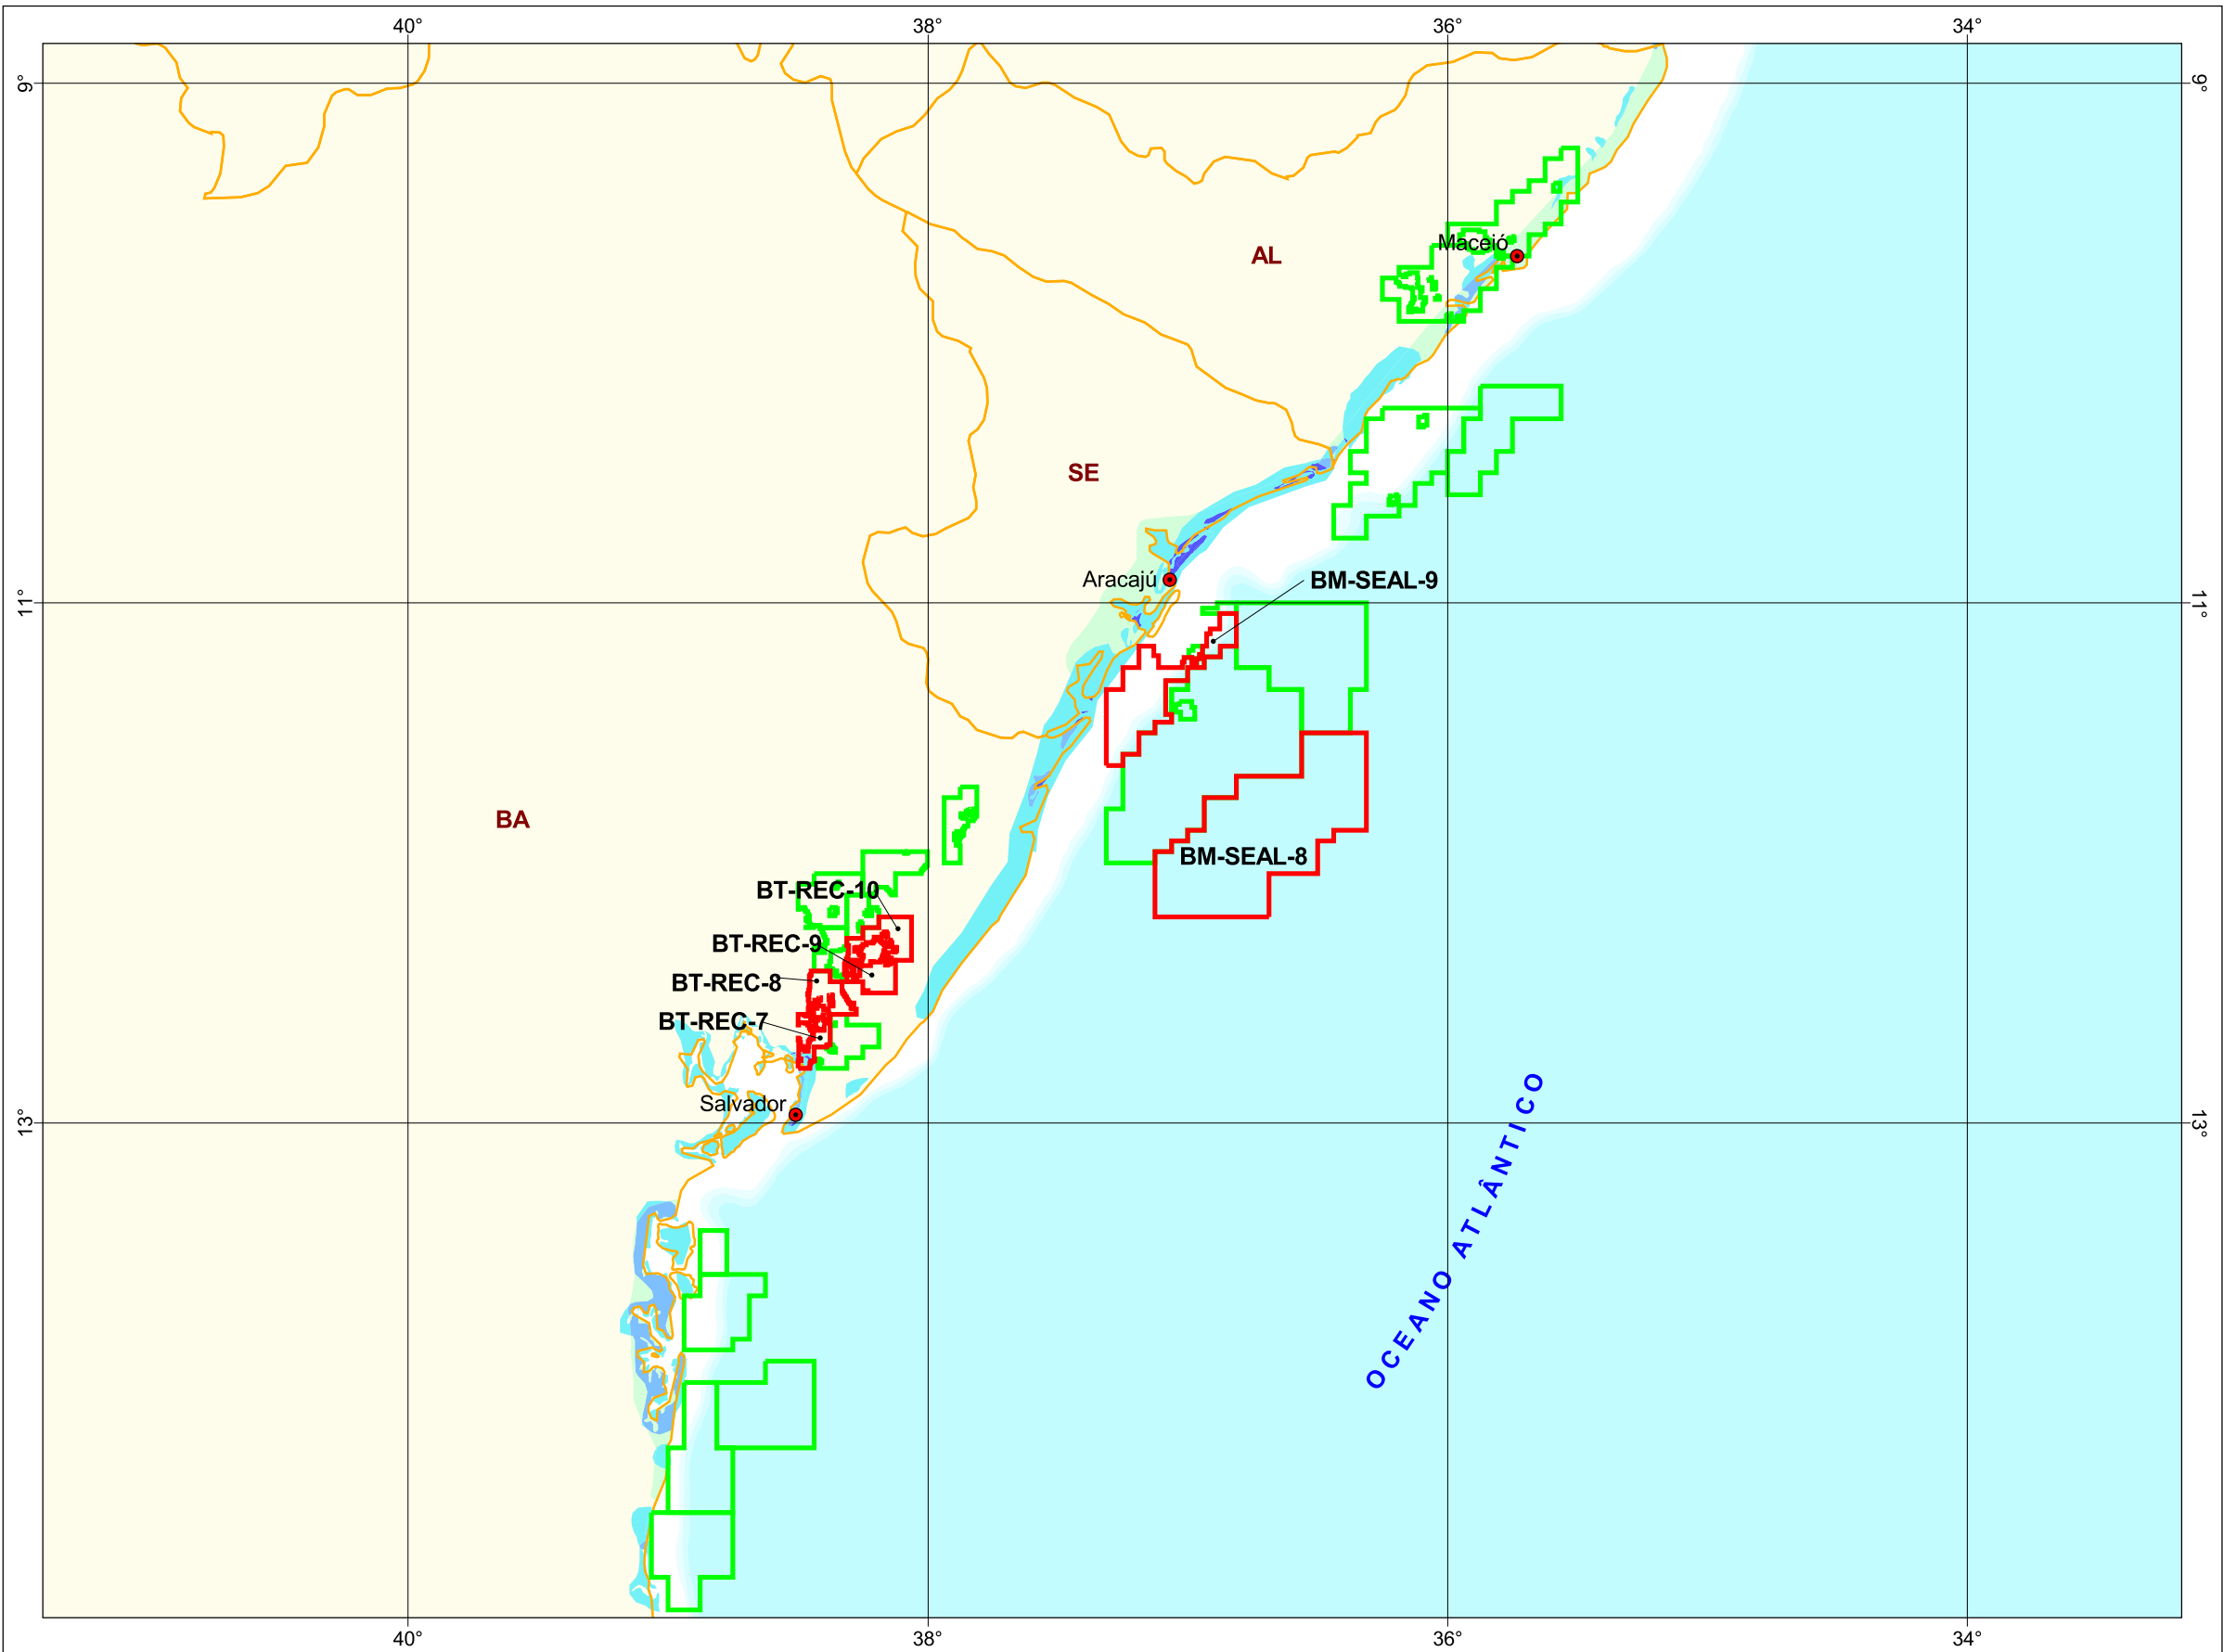 40° 38° 36° 34°
9° 9°
Maceió
AL
SE
Aracajú
BM-SEAL-9
11° 11°
BA
BM-SEAL-8
BT-REC-10
BT-REC-9
BT-REC-8
BT-REC-7
Salvador
13° 13°
OCEANO ATLÂNTICO
40° 38° 36° 34°